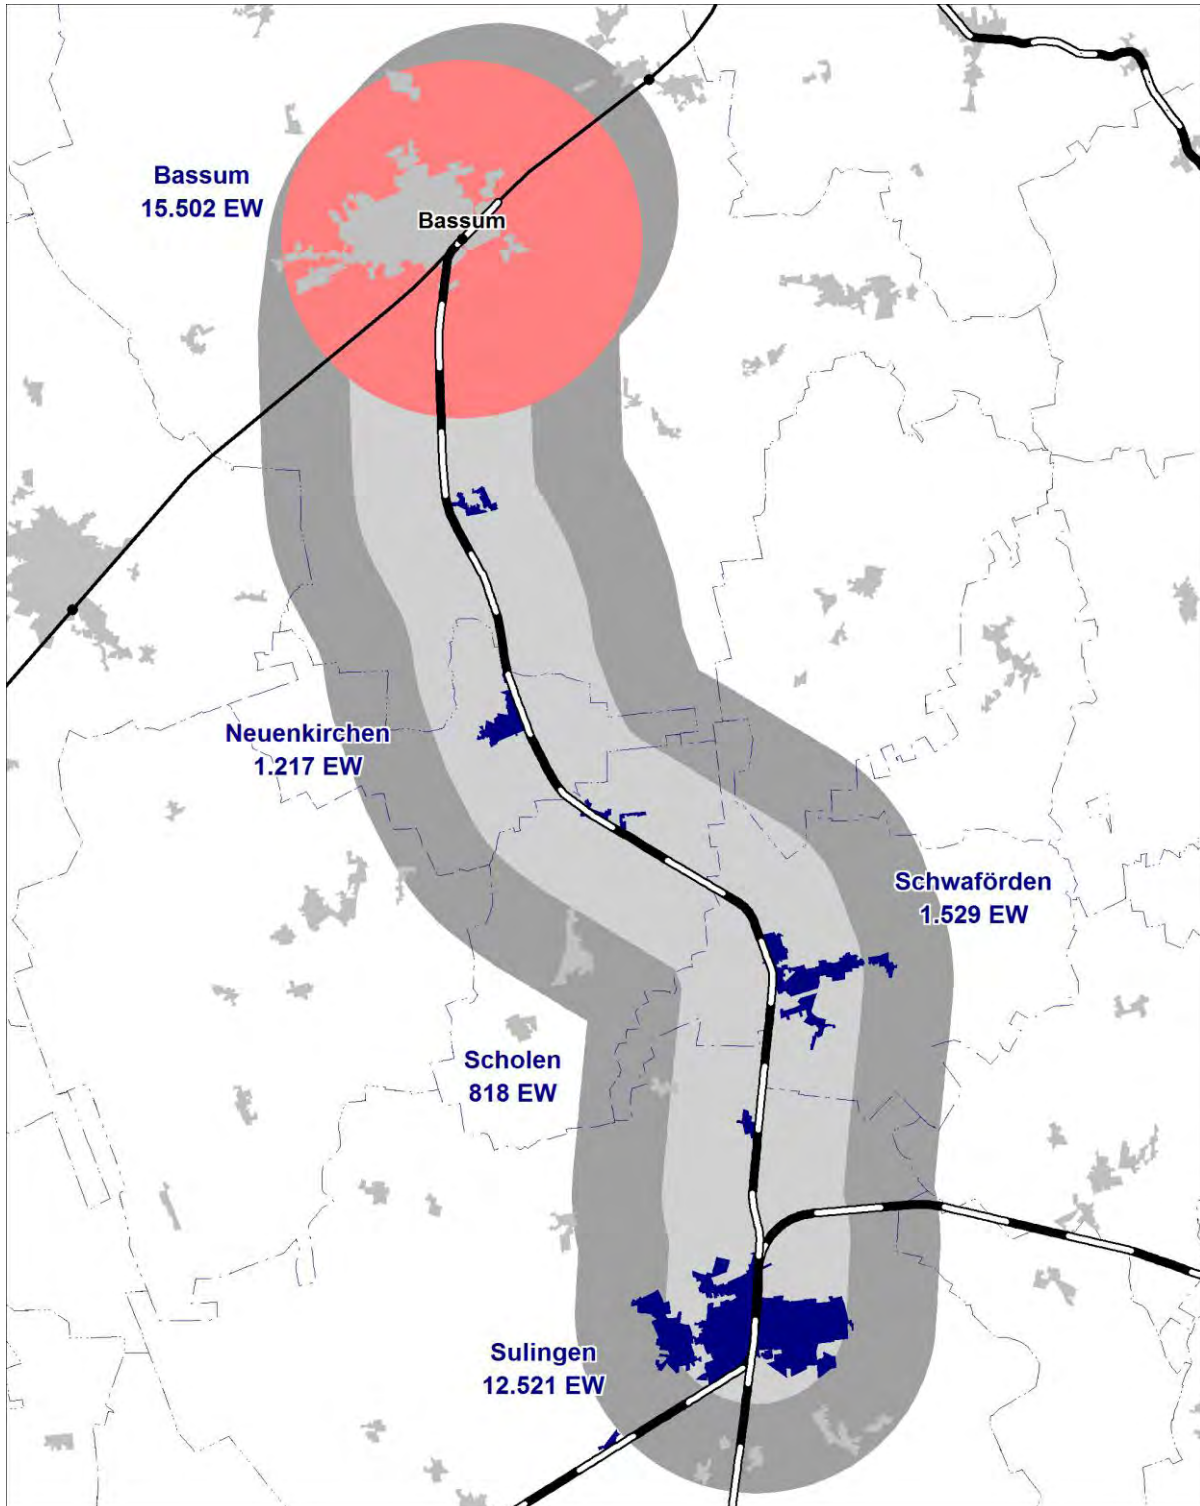 Bassum
15.502 EW
Bassum
Neuenkirchen
1.217 EW
Schwaförden
1.529 EW
Scholen
818 EW
Sulingen
12.521 EW